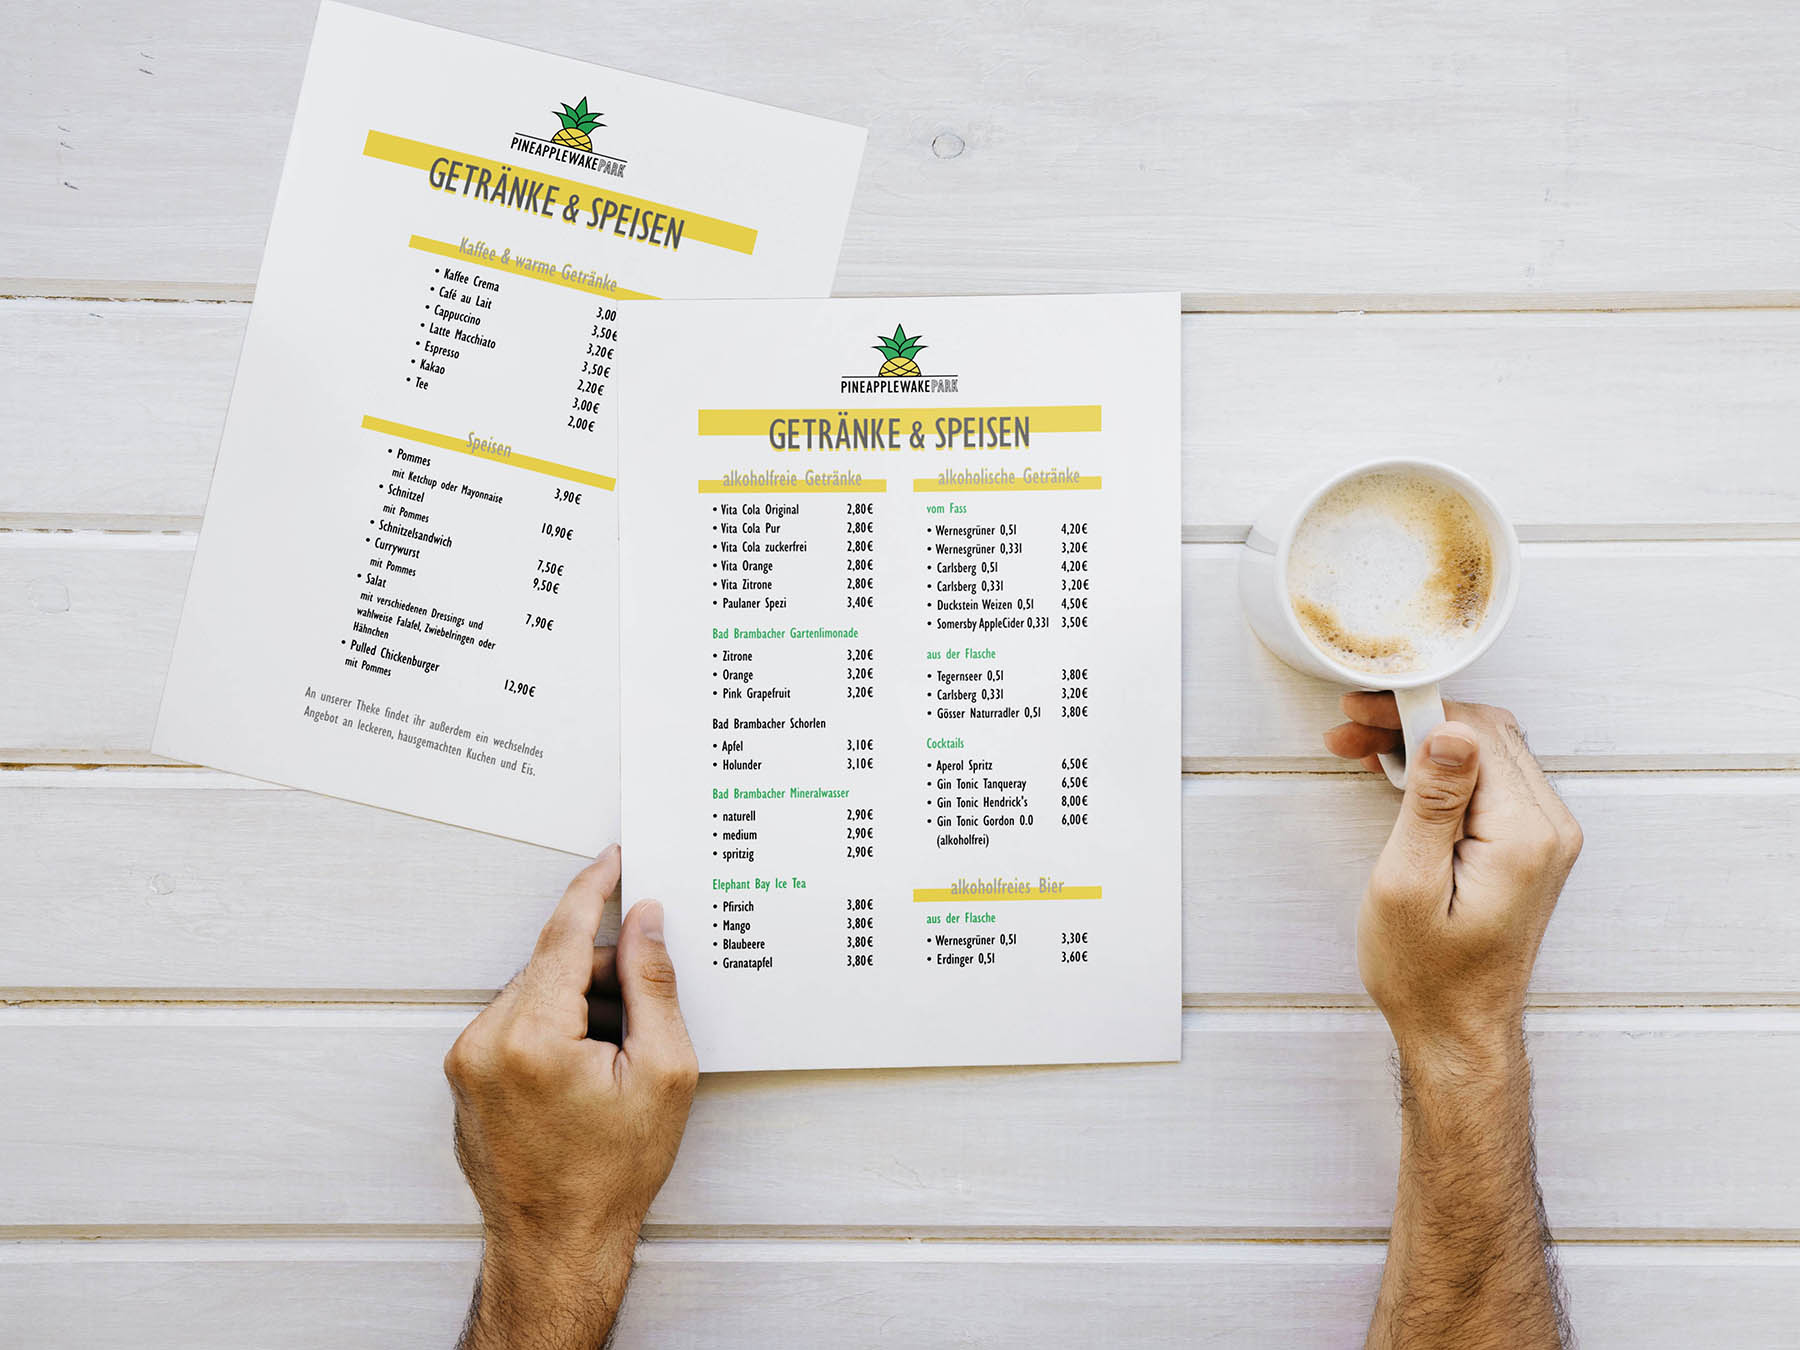 PINEAPPLEWAKEPARK
GETRÄNKE & SPEISEN
Kaffee & warme Getränke
• Kaffee Crema 3,00
• Café au Lait 3,50€
• Cappuccino 3,20€
• Latte Macchiato 3,50€
• Espresso 2,20€
• Kakao 3,00€
• Tee 2,00€
Speisen
• Pommes 3,90€
mit Ketchup oder Mayonnaise
• Schnitzel 10,90€
mit Pommes
• Schnitzelsandwich 7,50€
• Currywurst 9,50€
mit Pommes
• Salat 7,90€
mit verschiedenen Dressings und
wahlweise Falafel, Zwiebelringen oder
Hähnchen
• Pulled Chickenburger 12,90€
mit Pommes
An unserer Theke findet ihr außerdem ein wechselndes
Angebot an leckeren, hausgemachten Kuchen und Eis.
PINEAPPLEWAKEPARK
GETRÄNKE & SPEISEN
alkoholfreie Getränke
• Vita Cola Original 2,80€
• Vita Cola Pur 2,80€
• Vita Cola zuckerfrei 2,80€
• Vita Orange 2,80€
• Vita Zitrone 2,80€
• Paulaner Spezi 3,40€
Bad Brambacher Gartenlimonade
• Zitrone 3,20€
• Orange 3,20€
• Pink Grapefruit 3,20€
Bad Brambacher Schorlen
• Apfel 3,10€
• Holunder 3,10€
Bad Brambacher Mineralwasser
• naturell 2,90€
• medium 2,90€
• spritzig 2,90€
Elephant Bay Ice Tea
• Pfirsich 3,80€
• Mango 3,80€
• Blaubeere 3,80€
• Granatapfel 3,80€
alkoholische Getränke
vom Fass
• Wernesgrüner 0,5l 4,20€
• Wernesgrüner 0,33l 3,20€
• Carlsberg 0,5l 4,20€
• Carlsberg 0,33l 3,20€
• Duckstein Weizen 0,5l 4,50€
• Somersby AppleCider 0,33l 3,50€
aus der Flasche
• Tegernseer 0,5l 3,80€
• Carlsberg 0,33l 3,20€
• Gösser Naturradler 0,5l 3,80€
Cocktails
• Aperol Spritz 6,50€
• Gin Tonic Tanqueray 6,50€
• Gin Tonic Hendrick's 8,00€
• Gin Tonic Gordon 0.0 6,00€
(alkoholfrei)
alkoholfreies Bier
aus der Flasche
• Wernesgrüner 0,5l 3,30€
• Erdinger 0,5l 3,60€